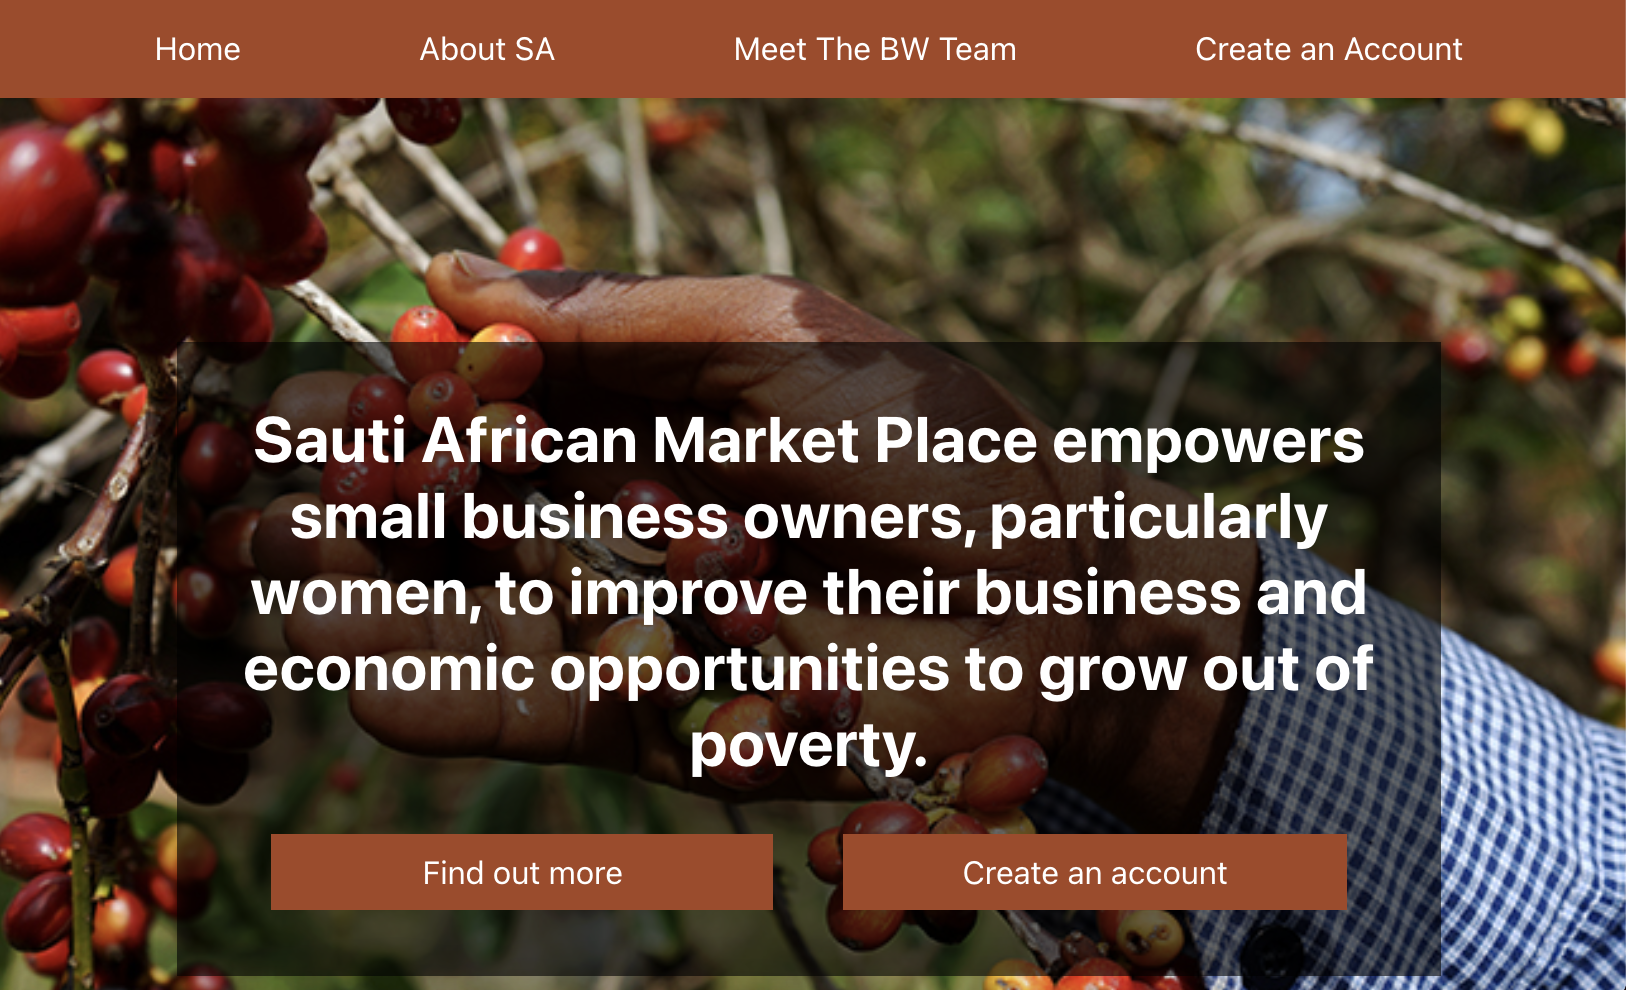 Home
About SA
Meet The BW Team
Create an Account
Sauti African Market Place empowers
small business owners, particularly
women, to improve their business and
economic opportunities to grow out of
poverty.
Find out more
Create an account